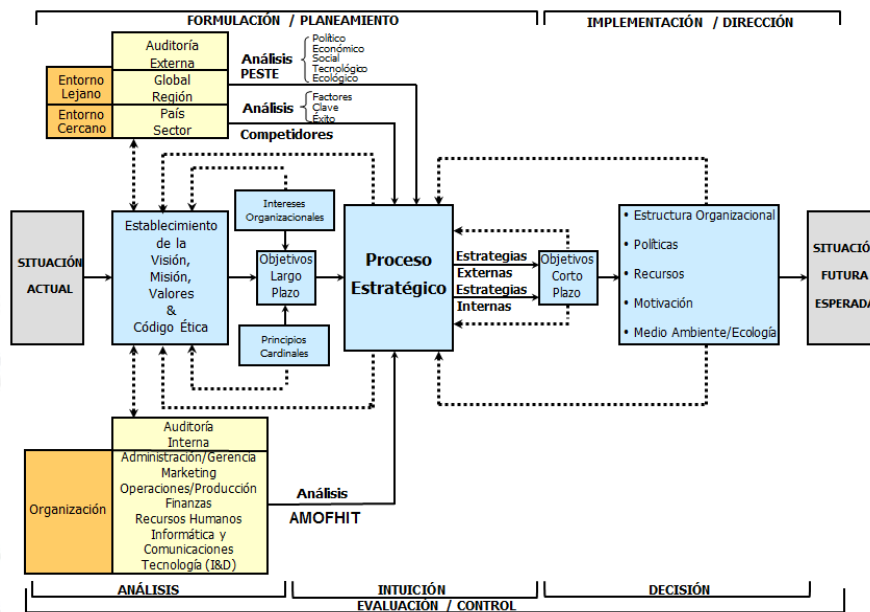 FORMULACIÓN / PLANEAMIENTO
IMPLEMENTACIÓN / DIRECCIÓN
Auditoría
Externa
Entorno
Lejano
Global
Región
Entorno
Cercano
País
Sector
Análisis
PESTE
Político
Económico
Social
Tecnológico
Ecológico
Análisis
Competidores
Factores
Clave
Éxito
SITUACIÓN
ACTUAL
Establecimiento
de la
Visión,
Misión,
Valores
&
Código Ética
Intereses
Organizacionales
Objetivos
Largo
Plazo
Principios
Cardinales
Proceso
Estratégico
Estrategias
Externas
Estrategias
Internas
Objetivos
Corto
Plazo
• Estructura Organizacional
• Políticas
• Recursos
• Motivación
• Medio Ambiente/Ecología
SITUACIÓN
FUTURA
ESPERADA
Auditoría
Interna
Organización
Administración/Gerencia
Marketing
Operaciones/Producción
Finanzas
Recursos Humanos
Informática y
Comunicaciones
Tecnología (I&D)
Análisis
AMOFHIT
ANÁLISIS
INTUICIÓN
DECISIÓN
EVALUACIÓN / CONTROL